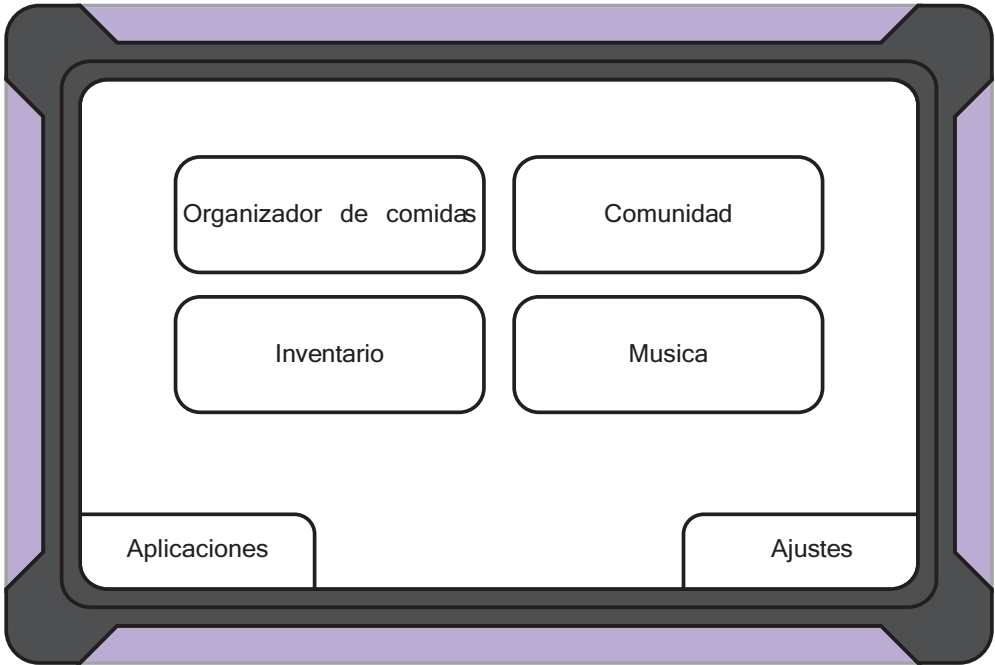 Organizador de comidas
Comunidad
Inventario
Musica
Aplicaciones
Ajustes